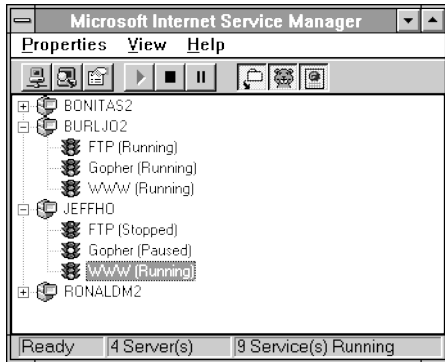 Microsoft Internet Service Manager
Properties View Help
BONITAS2
BURLJO2
FTP (Running)
Gopher (Running)
WWW (Running)
JEFFHO
FTP (Stopped)
Gopher (Paused)
WWW (Running)
RONALDM2
Ready 4 Server(s) 9 Service(s) Running